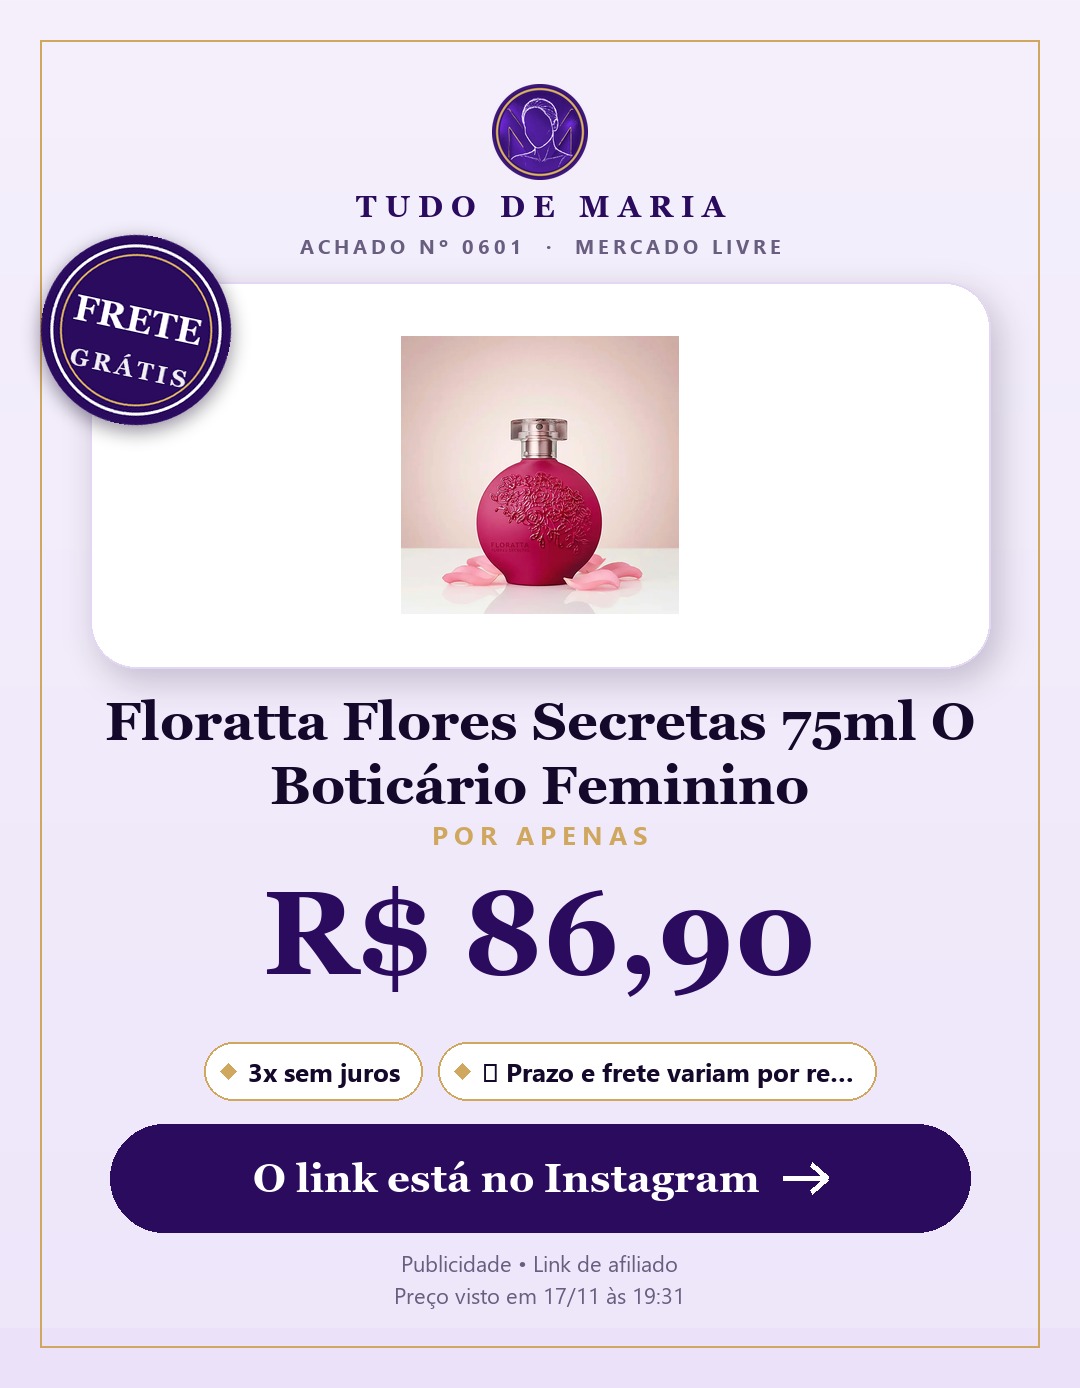 TUDO DE MARIA
ACHADO Nº 0601 · MERCADO LIVRE
FRETE
GRÁTIS
FLORATTA
Floratta Flores Secretas 75ml O
Boticário Feminino
POR APENAS
R$ 86,90
3x sem juros
Prazo e frete variam por re...
O link está no Instagram →
Publicidade • Link de afiliado
Preço visto em 17/11 às 19:31